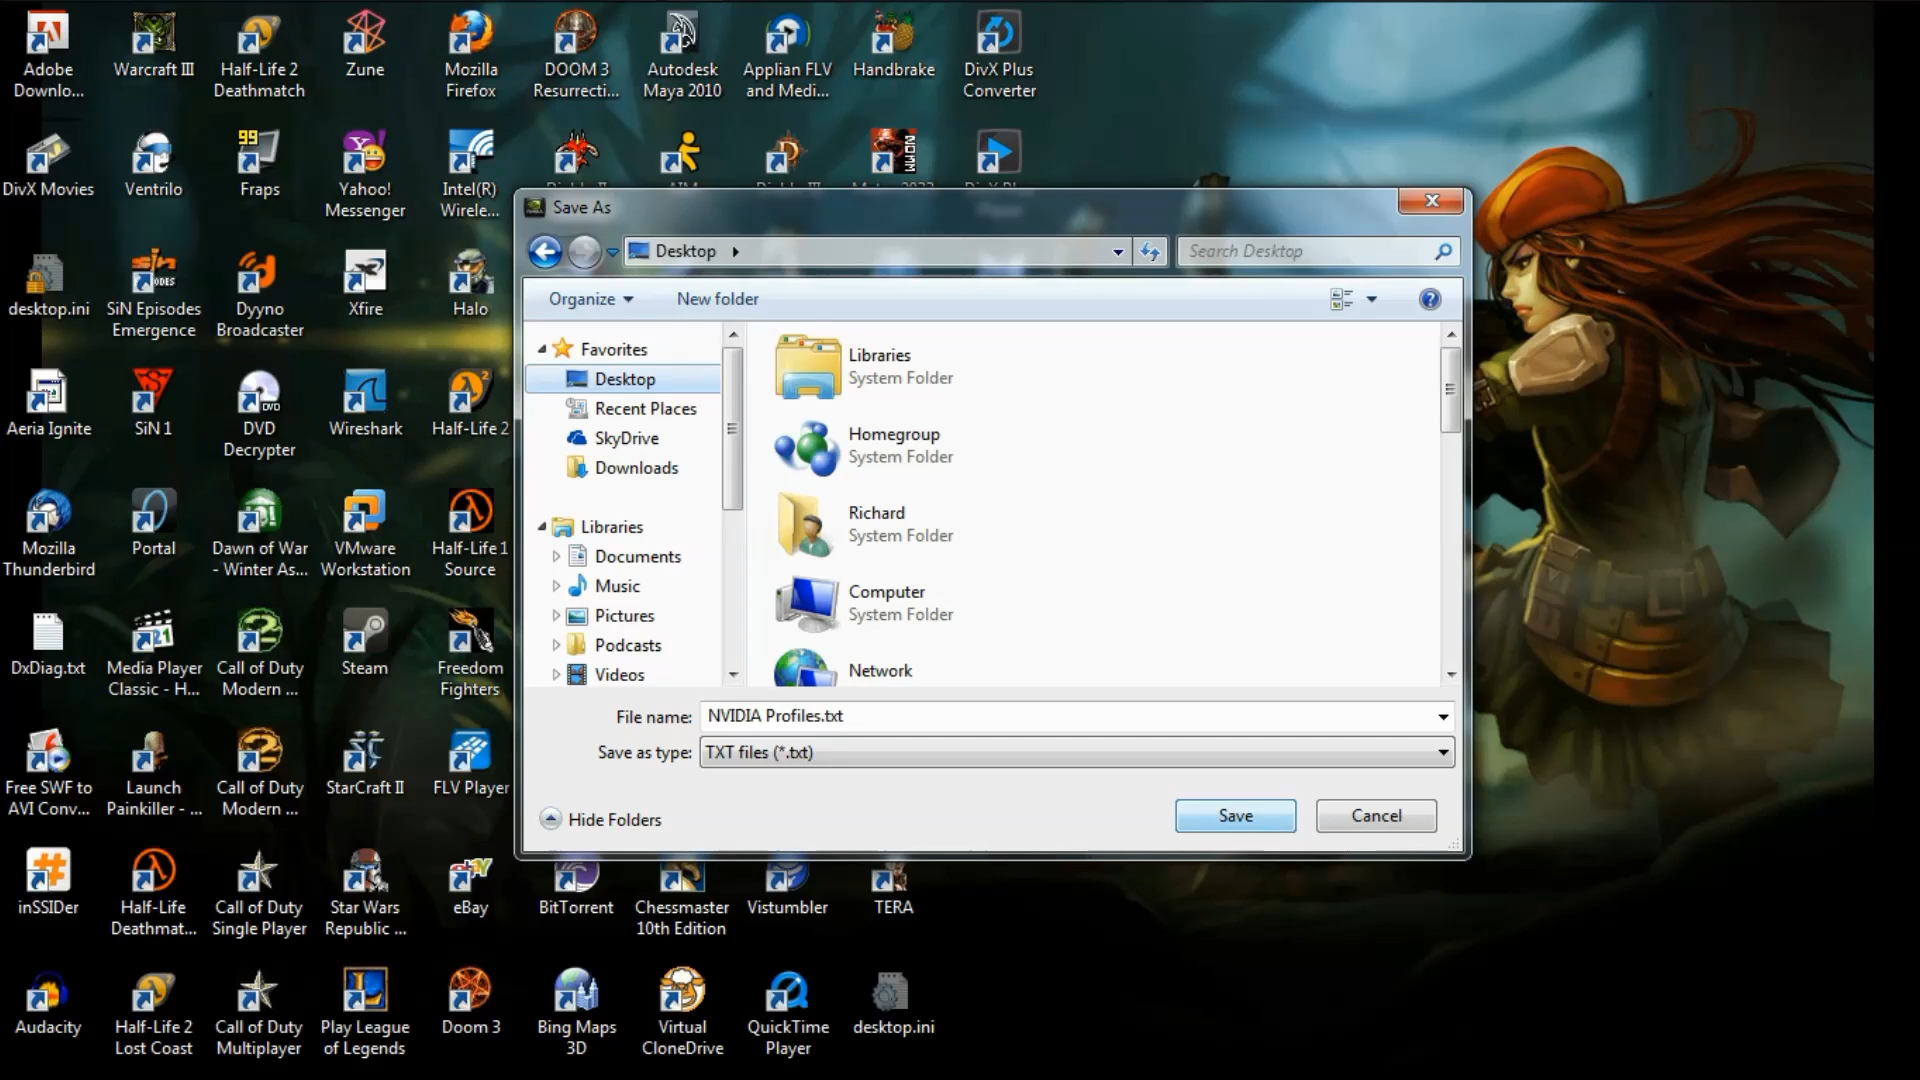 Adobe
Downlo...
Warcraft III
Half-Life 2
Deathmatch
Zune
Mozilla
Firefox
DOOM 3
Resurrecti...
Autodesk
Maya 2010
Applian FLV
and Medi...
Handbrake
DivX Plus
Converter
DivX Movies
Ventrilo
99
Fraps
Yahoo!
Messenger
Intel(R)
Wirele...
desktop.ini
SiN Episodes
Emergence
Dyyno
Broadcaster
Xfire
Halo
Aeria Ignite
SiN 1
DVD
Decrypter
Wireshark
Half-Life 2
Mozilla
Thunderbird
Portal
Dawn of War
- Winter As...
VMware
Workstation
Half-Life 1
Source
DxDiag.txt
Media Player
Classic - H...
Call of Duty
Modern ...
Steam
Freedom
Fighters
Free SWF to
AVI Conv...
Launch
Painkiller - ...
Call of Duty
Modern ...
StarCraft II
FLV Player
inSSIDer
Half-Life
Deathmat...
Call of Duty
Single Player
Star Wars
Republic ...
eBay
BitTorrent
Chessmaster
10th Edition
Vistumbler
TERA
Audacity
Half-Life 2
Lost Coast
Call of Duty
Multiplayer
Play League
of Legends
Doom 3
Bing Maps
3D
Virtual
CloneDrive
QuickTime
Player
desktop.ini
Save As
Desktop
Search Desktop
Organize
New folder
Favorites
Desktop
Recent Places
SkyDrive
Downloads
Libraries
Documents
Music
Pictures
Podcasts
Videos
Libraries
System Folder
Homegroup
System Folder
Richard
System Folder
Computer
System Folder
Network
File name: NVIDIA Profiles.txt
Save as type: TXT files (*.txt)
Hide Folders
Save
Cancel